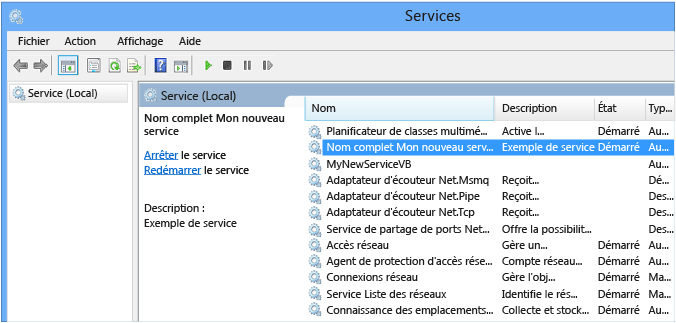 Services
Fichier Action Affichage Aide
Service (Local)
Service (Local)
Nom complet Mon nouveau
service
Arrêter le service
Redémarrer le service
Description :
Exemple de service
Nom Description État Typ...
Planificateur de classes multimé... Active l... Démarré Au...
Nom complet Mon nouveau serv... Exemple de service Démarré Au...
MyNewServiceVB Au...
Adaptateur d'écouteur Net.Msmq Reçoit... Dé...
Adaptateur d'écouteur Net.Pipe Reçoit... Des...
Adaptateur d'écouteur Net.Tcp Reçoit... Des...
Service de partage de ports Net... Offre la possibilit... Des...
Accès réseau Gère un... Démarré Au...
Agent de protection d'accès rése... Compte réseau... Démarré Au...
Connexions réseau Gère l'obj... Démarré Ma...
Service Liste des réseaux Identifie le rés... Démarré Ma...
Connaissance des emplacements... Collecte et stock... Démarré Au...